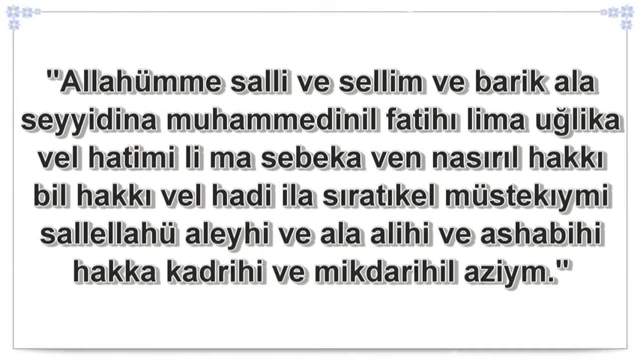 "Allahümme salli ve sellim ve barik ala
seyyidina muhammedinil fatihı lima uğlika
vel hatimi li ma sebeka ven nasırıl hakkı
bil hakkı vel hadi ila sıratıkel müstekıymi
sallellahü aleyhi ve ala alihi ve ashabihi
hakka kadrihi ve mikdarihil aziym."